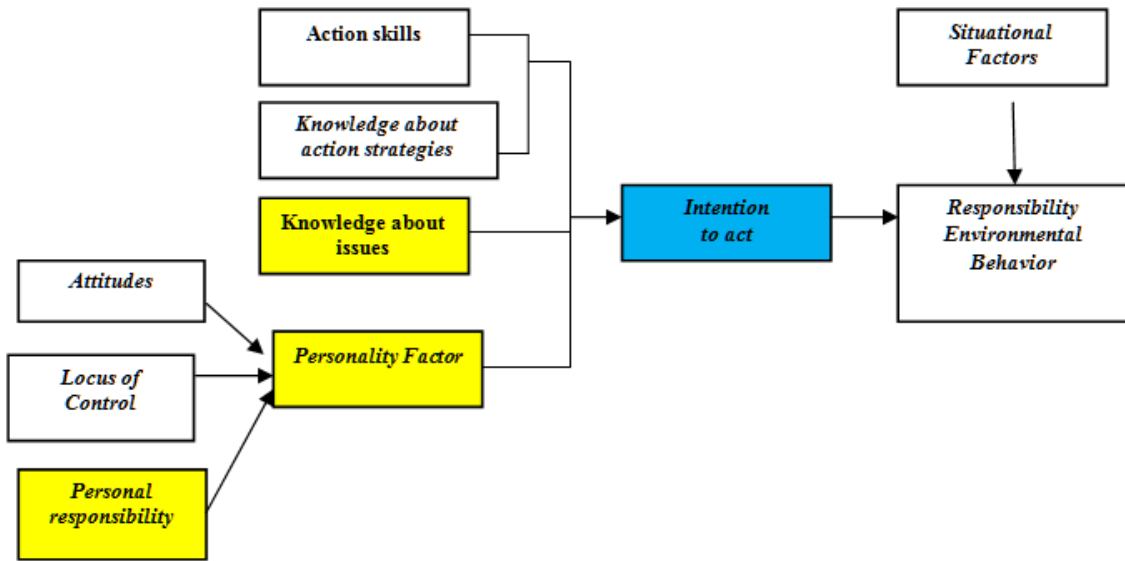 Action skills
Situational
Factors
Knowledge about
action strategies
Knowledge about
issues
Intention
to act
Responsibility
Environmental
Behavior
Attitudes
Personality Factor
Locus of
Control
Personal
responsibility